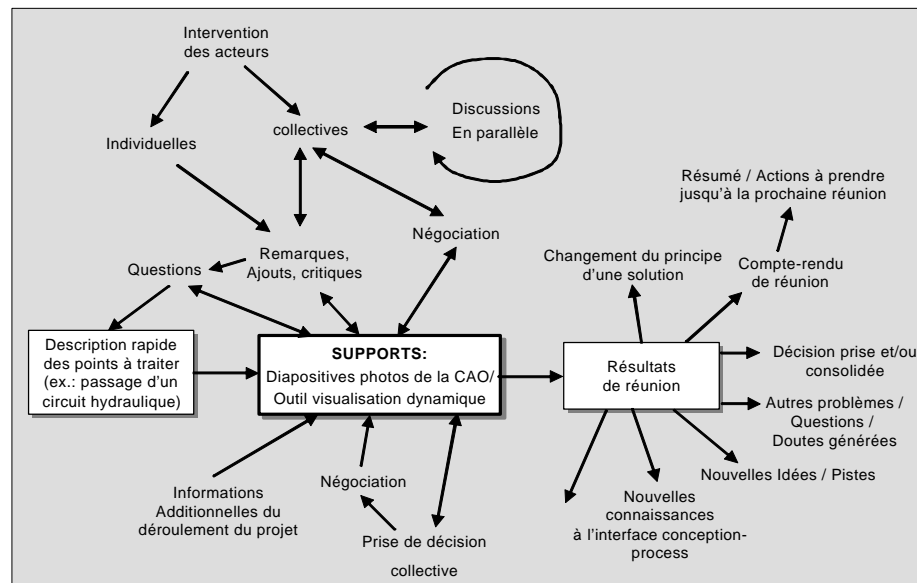 Intervention
des acteurs
Individuelles
collectives
Discussions
En parallèle
Négociation
Remarques,
Ajouts, critiques
Questions
Description rapide
des points à traiter
(ex.: passage d'un
circuit hydraulique)
SUPPORTS:
Diapositives photos de la CAO/
Outil visualisation dynamique
Informations
Additionnelles du
déroulement du projet
Négociation
Prise de décision
collective
Résultats
de réunion
Changement du principe
d'une solution
Résumé / Actions à prendre
jusqu'à la prochaine réunion
Compte-rendu
de réunion
Décision prise et/ou
consolidée
Autres problèmes /
Questions /
Doutes générées
Nouvelles Idées / Pistes
Nouvelles
connaissances
à l'interface conception-
process